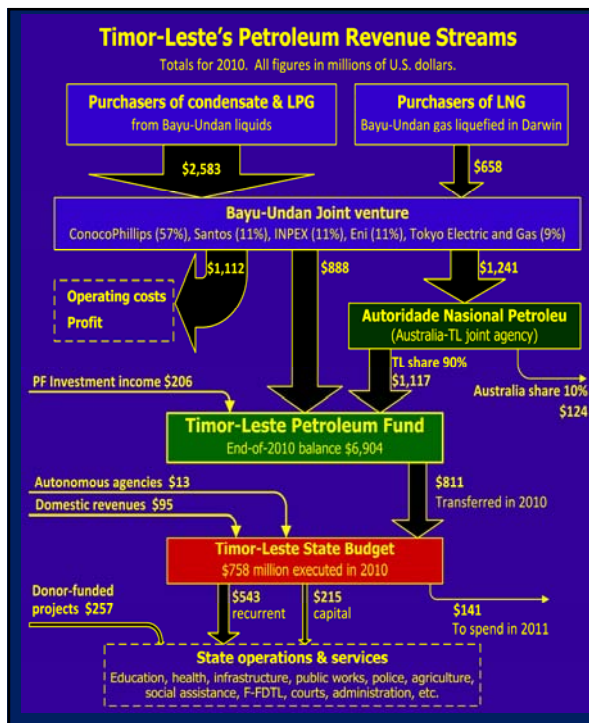 Timor-Leste's Petroleum Revenue Streams
Totals for 2010. All figures in millions of U.S. dollars.
Purchasers of condensate & LPG
from Bayu-Undan liquids
Purchasers of LNG
Bayu-Undan gas liquefied in Darwin
$2,583
$658
Bayu-Undan Joint venture
ConocoPhillips (57%), Santos (11%), INPEX (11%), Eni (11%), Tokyo Electric and Gas (9%)
$1,112
$888
$1,241
Operating costs
Profit
Autoridade Nasional Petroleu
(Australia-TL joint agency)
TL share 90%
$1,117
Australia share 10%
$124
PF Investment income $206
Timor-Leste Petroleum Fund
End-of-2010 balance $6,904
Autonomous agencies $13
Domestic revenues $95
$811
Transferred in 2010
Timor-Leste State Budget
$758 million executed in 2010
Donor-funded
projects $257
$543
recurrent
$215
capital
$141
To spend in 2011
State operations & services
Education, health, infrastructure, public works, police, agriculture,
social assistance, F-FDTL, courts, administration, etc.